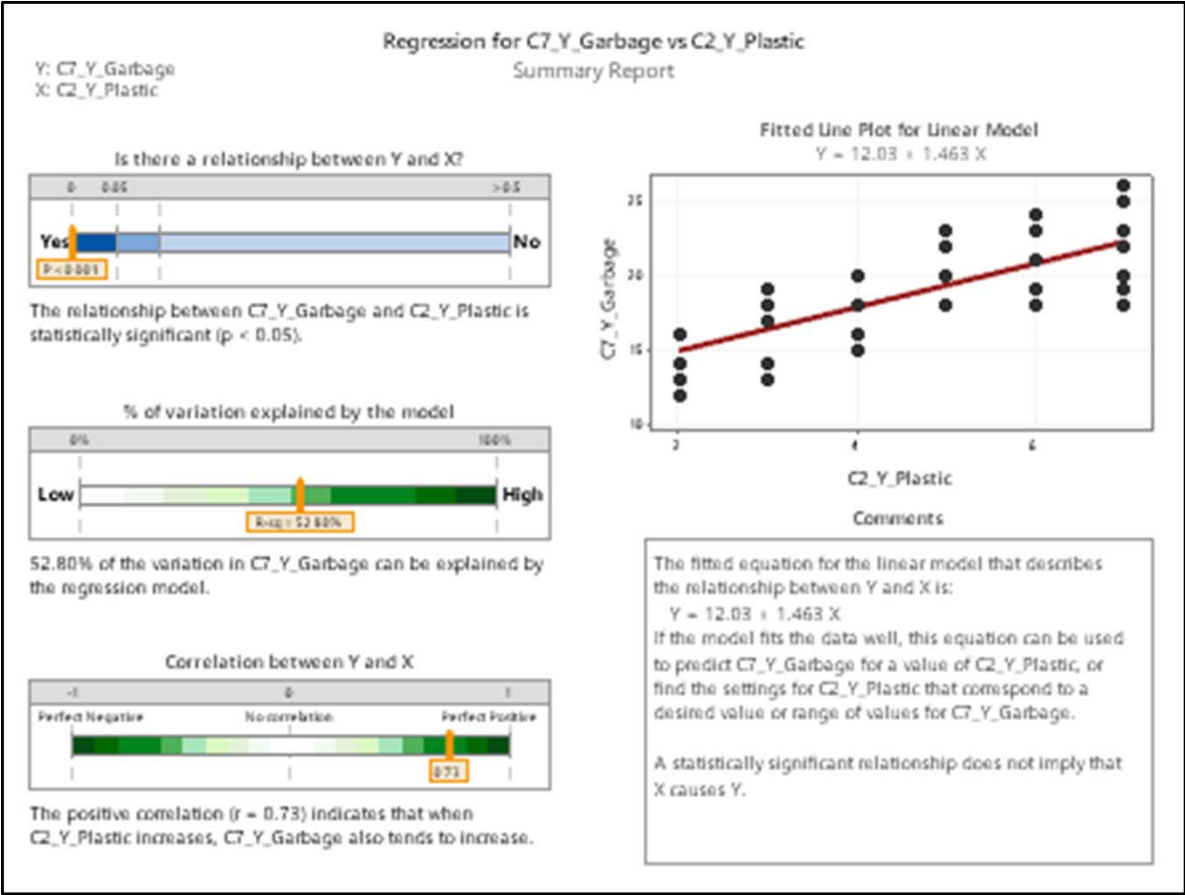 Regression for C7_Y_Garbage vs C2_Y_Plastic
Summary Report
Y: C7_Y_Garbage
X: C2_Y_Plastic
Is there a relationship between Y and X?
0 0.05 >0.5
Yes No
P<0.001
The relationship between C7_Y_Garbage and C2_Y_Plastic is
statistically significant (p < 0.05).
% of variation explained by the model
0% 100%
Low High
R-sq = 52.80%
52.80% of the variation in C7_Y_Garbage can be explained by
the regression model.
Correlation between Y and X
-1 0 1
Perfect Negative No correlation Perfect Positive
0.73
The positive correlation (r = 0.73) indicates that when
C2_Y_Plastic increases, C7_Y_Garbage also tends to increase.
Fitted Line Plot for Linear Model
Y = 12.03 + 1.463 X
25
20
15
10
C7_Y_Garbage
2 4 6
C2_Y_Plastic
Comments
The fitted equation for the linear model that describes
the relationship between Y and X is:
Y = 12.03 + 1.463 X
If the model fits the data well, this equation can be used
to predict C7_Y_Garbage for a value of C2_Y_Plastic, or
find the settings for C2_Y_Plastic that correspond to a
desired value or range of values for C7_Y_Garbage.
A statistically significant relationship does not imply that
X causes Y.